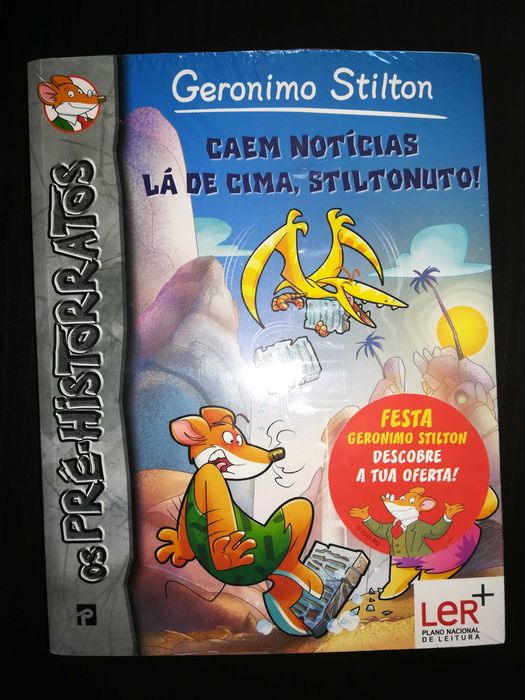 Geronimo Stilton
CAEM NOTÍCIAS
LÁ DE CIMA, STILTONUTO!
OS PRÉ-HISTORRATOS
FESTA
GERONIMO STILTON
DESCOBRE
A TUA OFERTA!
LER+
PLANO NACIONAL
DE LEITURA
P